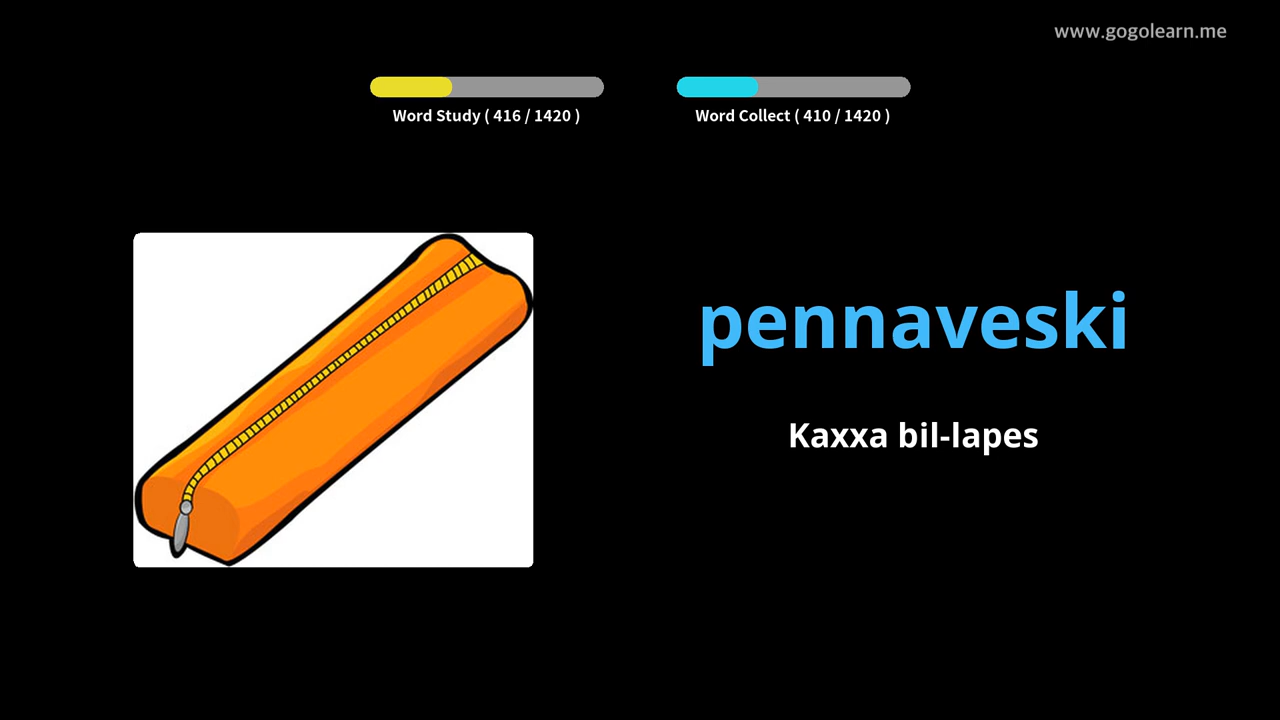 www.gogolearn.me
Word Study ( 416 / 1420 )
Word Collect ( 410 / 1420 )
pennaveski
Kaxxa bil-lapes